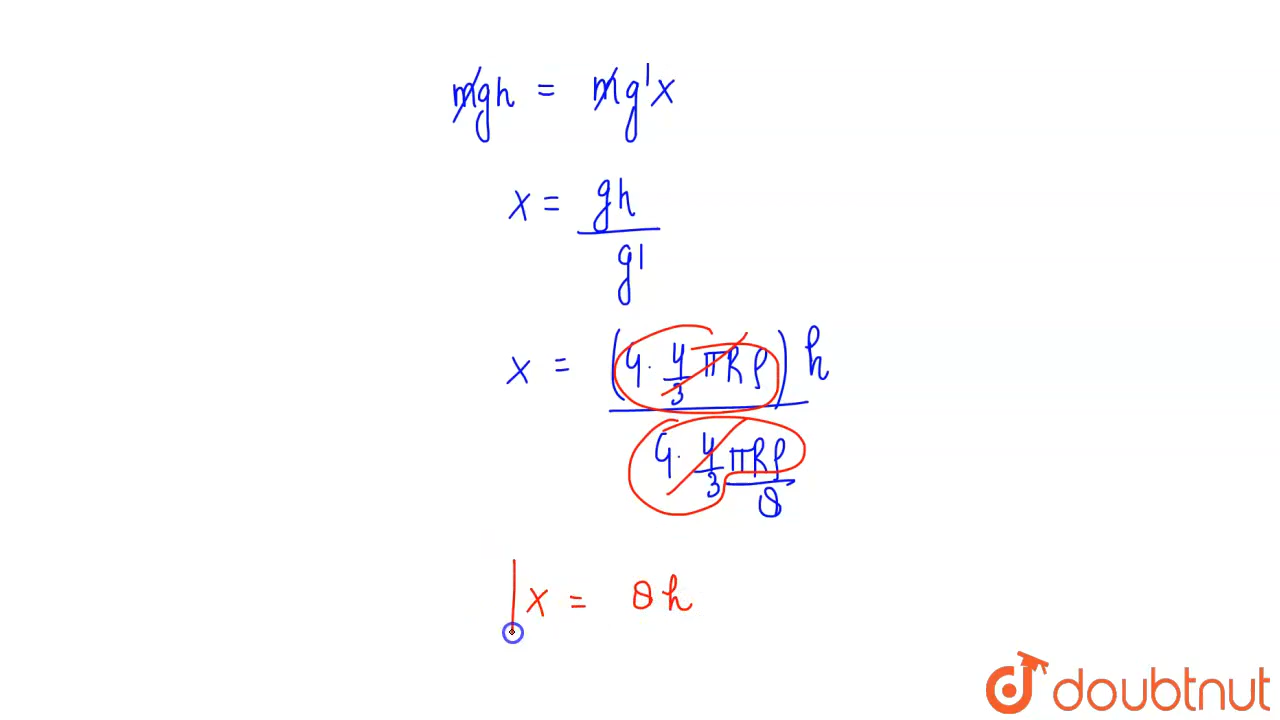 mgh = mg'x
x = gh
g'
x = (G. 4/3 πRρ) h
G. 4/3 πRρ/8
x = 8h
doubtnut